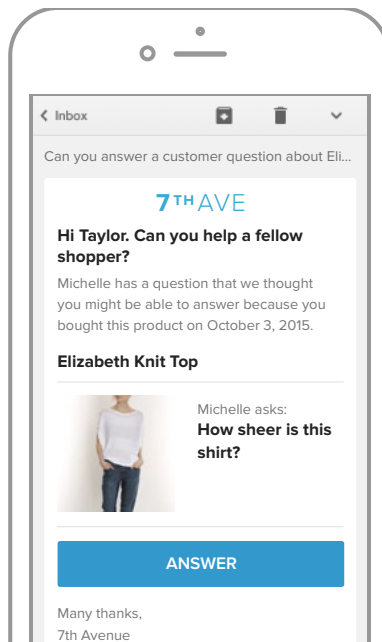 Inbox
Can you answer a customer question about Eli...
7TH AVE
Hi Taylor. Can you help a fellow
shopper?
Michelle has a question that we thought
you might be able to answer because you
bought this product on October 3, 2015.
Elizabeth Knit Top
Michelle asks:
How sheer is this
shirt?
ANSWER
Many thanks,
7th Avenue